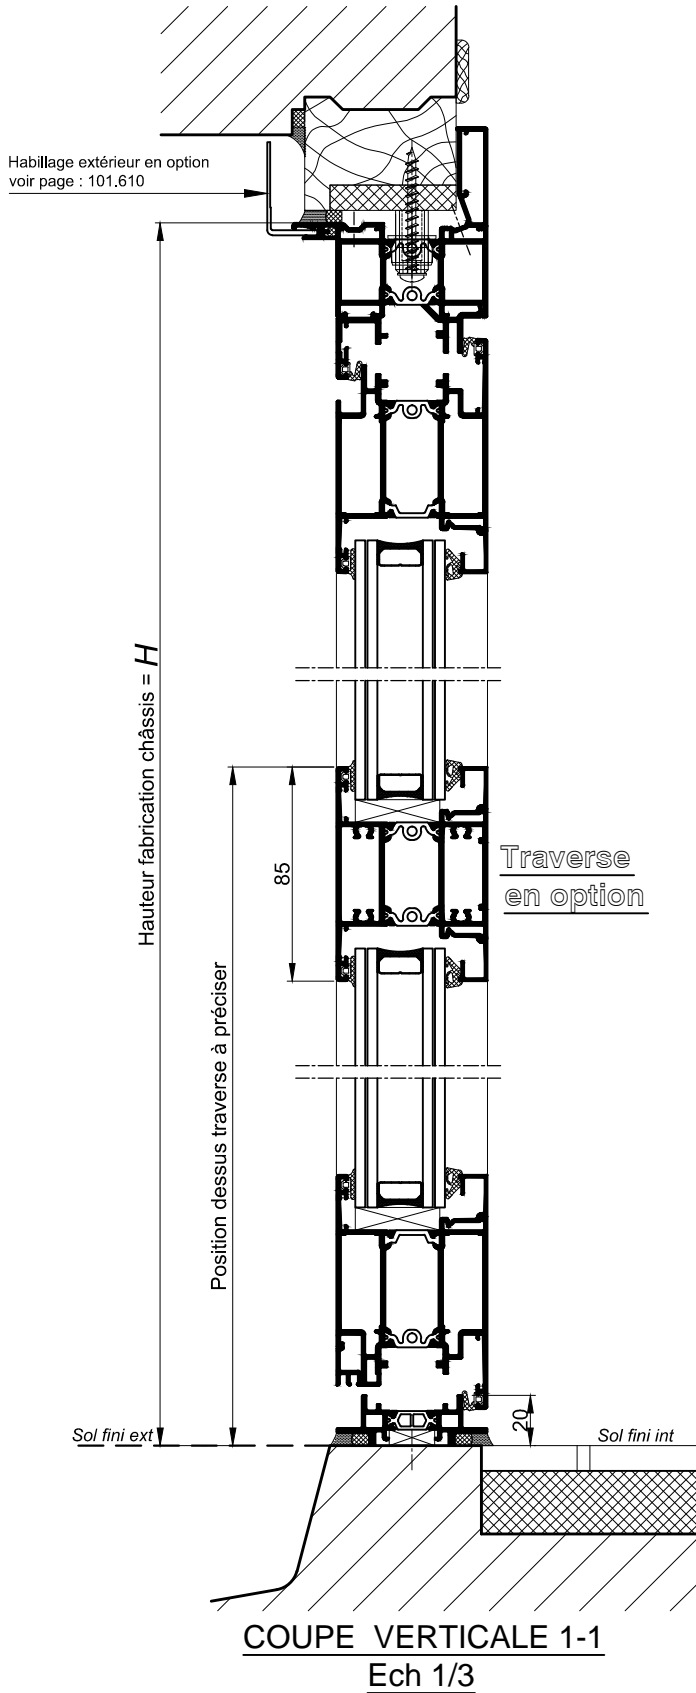 Habillage extérieur en option
voir page : 101.610
Hauteur fabrication châssis = H
Position dessus traverse à préciser
85
Traverse
en option
20
Sol fini ext
Sol fini int
COUPE VERTICALE 1-1
Ech 1/3